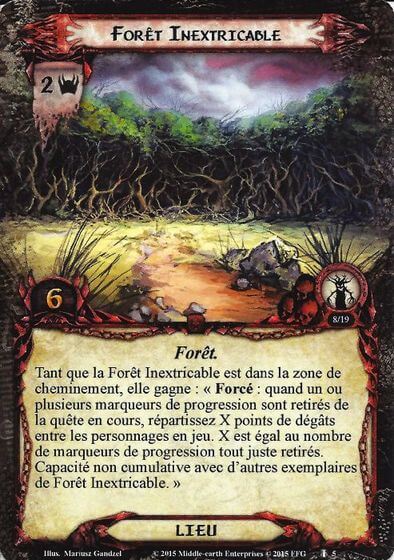 Forêt Inextricable
2
6
8/19
Forêt.
Tant que la Forêt Inextricable est dans la zone de
cheminement, elle gagne : « Forcé : quand un ou
plusieurs marqueurs de progression sont retirés de
la quête en cours, répartissez X points de dégâts
entre les personnages en jeu. X est égal au nombre
de marqueurs de progression tout juste retirés.
Capacité non cumulative avec d'autres exemplaires
de Forêt Inextricable. »
LIEU
Illus. Mariusz Gandzel © 2015 Middle-earth Enterprises © 2015 EFG 5